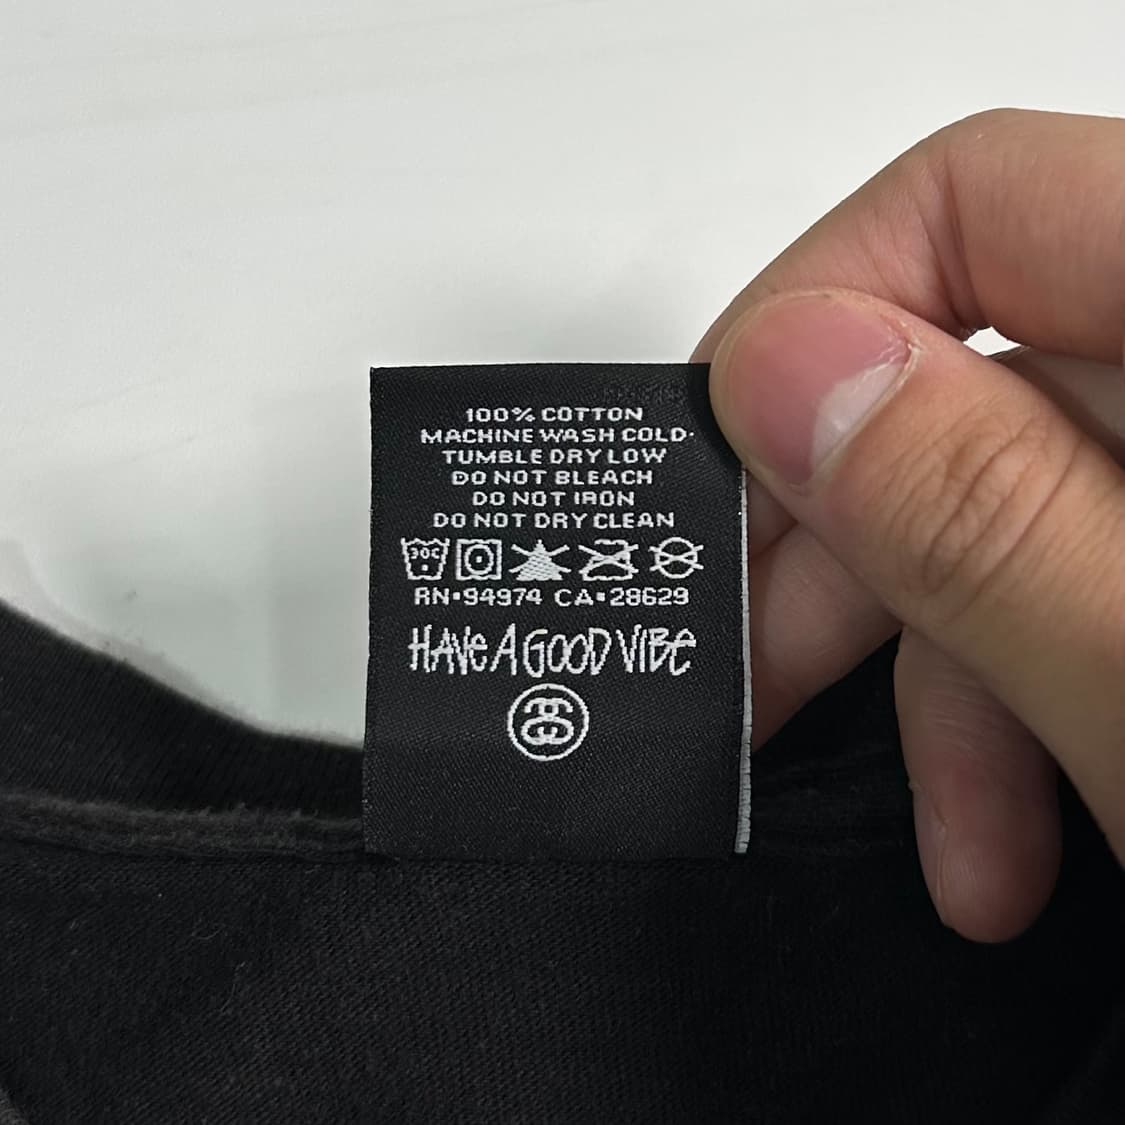 100% COTTON
MACHINE WASH COLD·
TUMBLE DRY LOW
DO NOT BLEACH
DO NOT IRON
DO NOT DRY CLEAN
30C
RN·94974 CA·28629
HAVE A GOOD VIBE